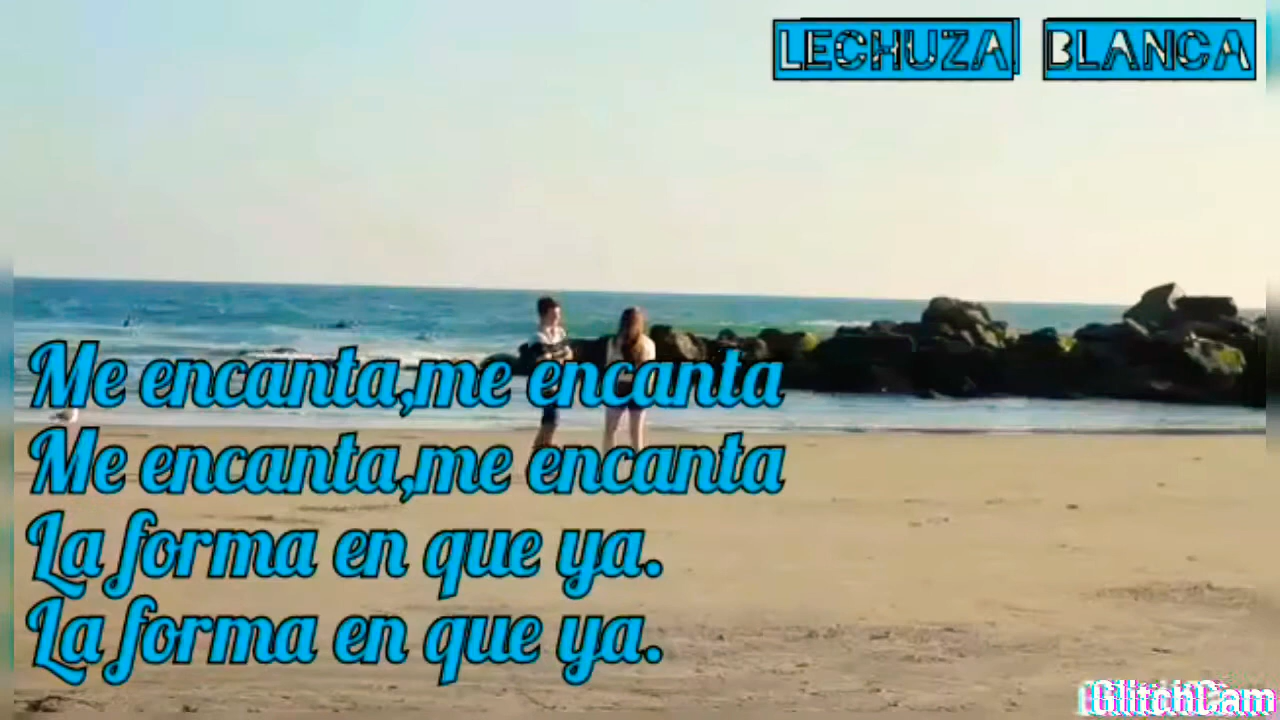 LECHUZA BLANCA
Me encanta,me encanta
Me encanta,me encanta
La forma en que ya.
La forma en que ya.
GlitchCam